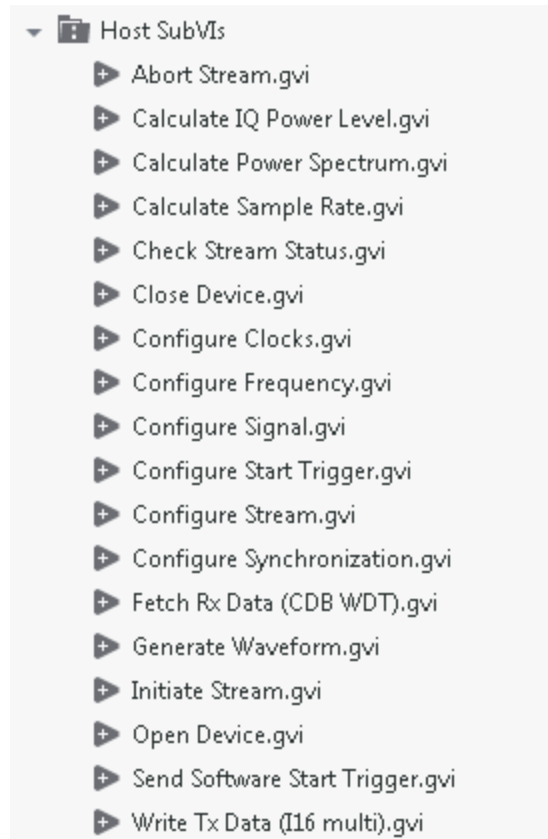 Host SubVIs
Abort Stream.gvi
Calculate IQ Power Level.gvi
Calculate Power Spectrum.gvi
Calculate Sample Rate.gvi
Check Stream Status.gvi
Close Device.gvi
Configure Clocks.gvi
Configure Frequency.gvi
Configure Signal.gvi
Configure Start Trigger.gvi
Configure Stream.gvi
Configure Synchronization.gvi
Fetch Rx Data (CDB WDT).gvi
Generate Waveform.gvi
Initiate Stream.gvi
Open Device.gvi
Send Software Start Trigger.gvi
Write Tx Data (I16 multi).gvi